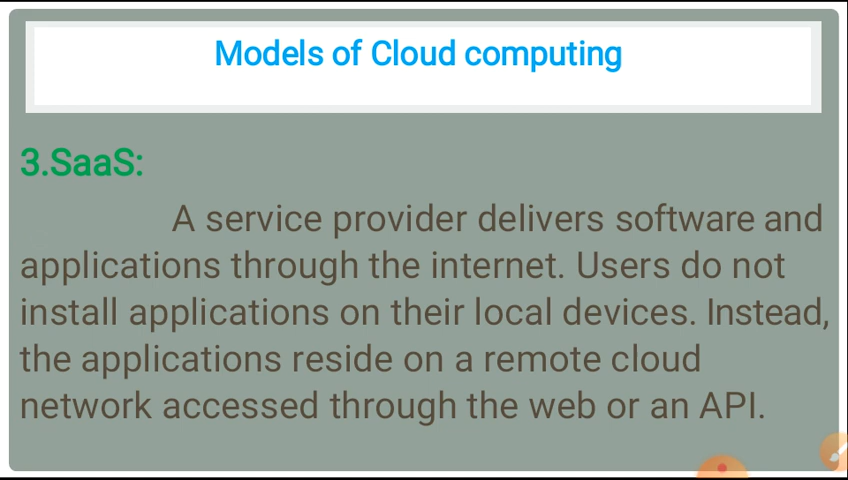 Models of Cloud computing
3.SaaS:
A service provider delivers software and
applications through the internet. Users do not
install applications on their local devices. Instead,
the applications reside on a remote cloud
network accessed through the web or an API.